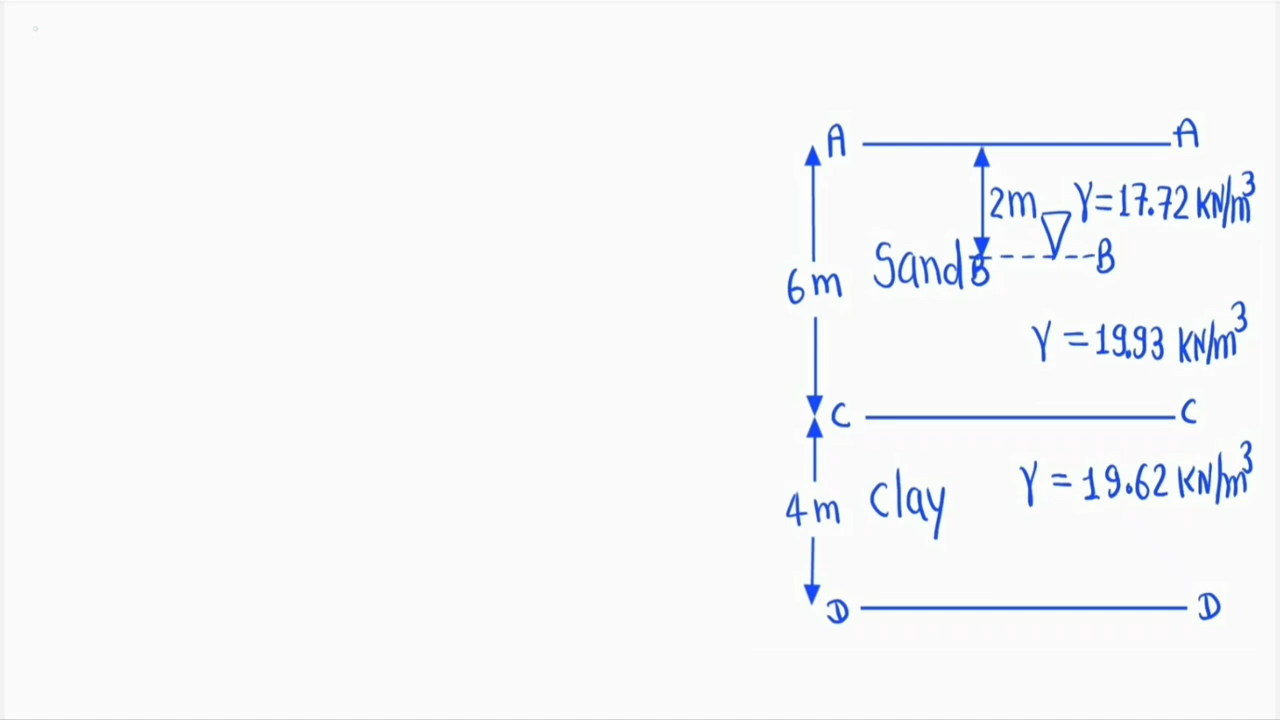 A A
2m γ=17.72 KN/m³
Sand B B
6m
γ = 19.93 KN/m³
C C
γ = 19.62 KN/m³
4m Clay
D D